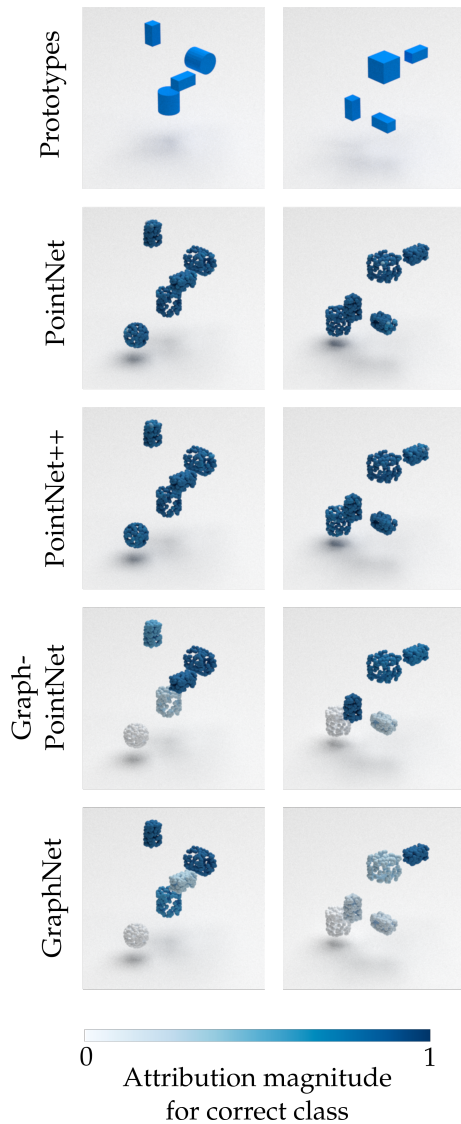 Prototypes
PointNet
PointNet++
Graph-
PointNet
GraphNet
0
1
Attribution magnitude
for correct class